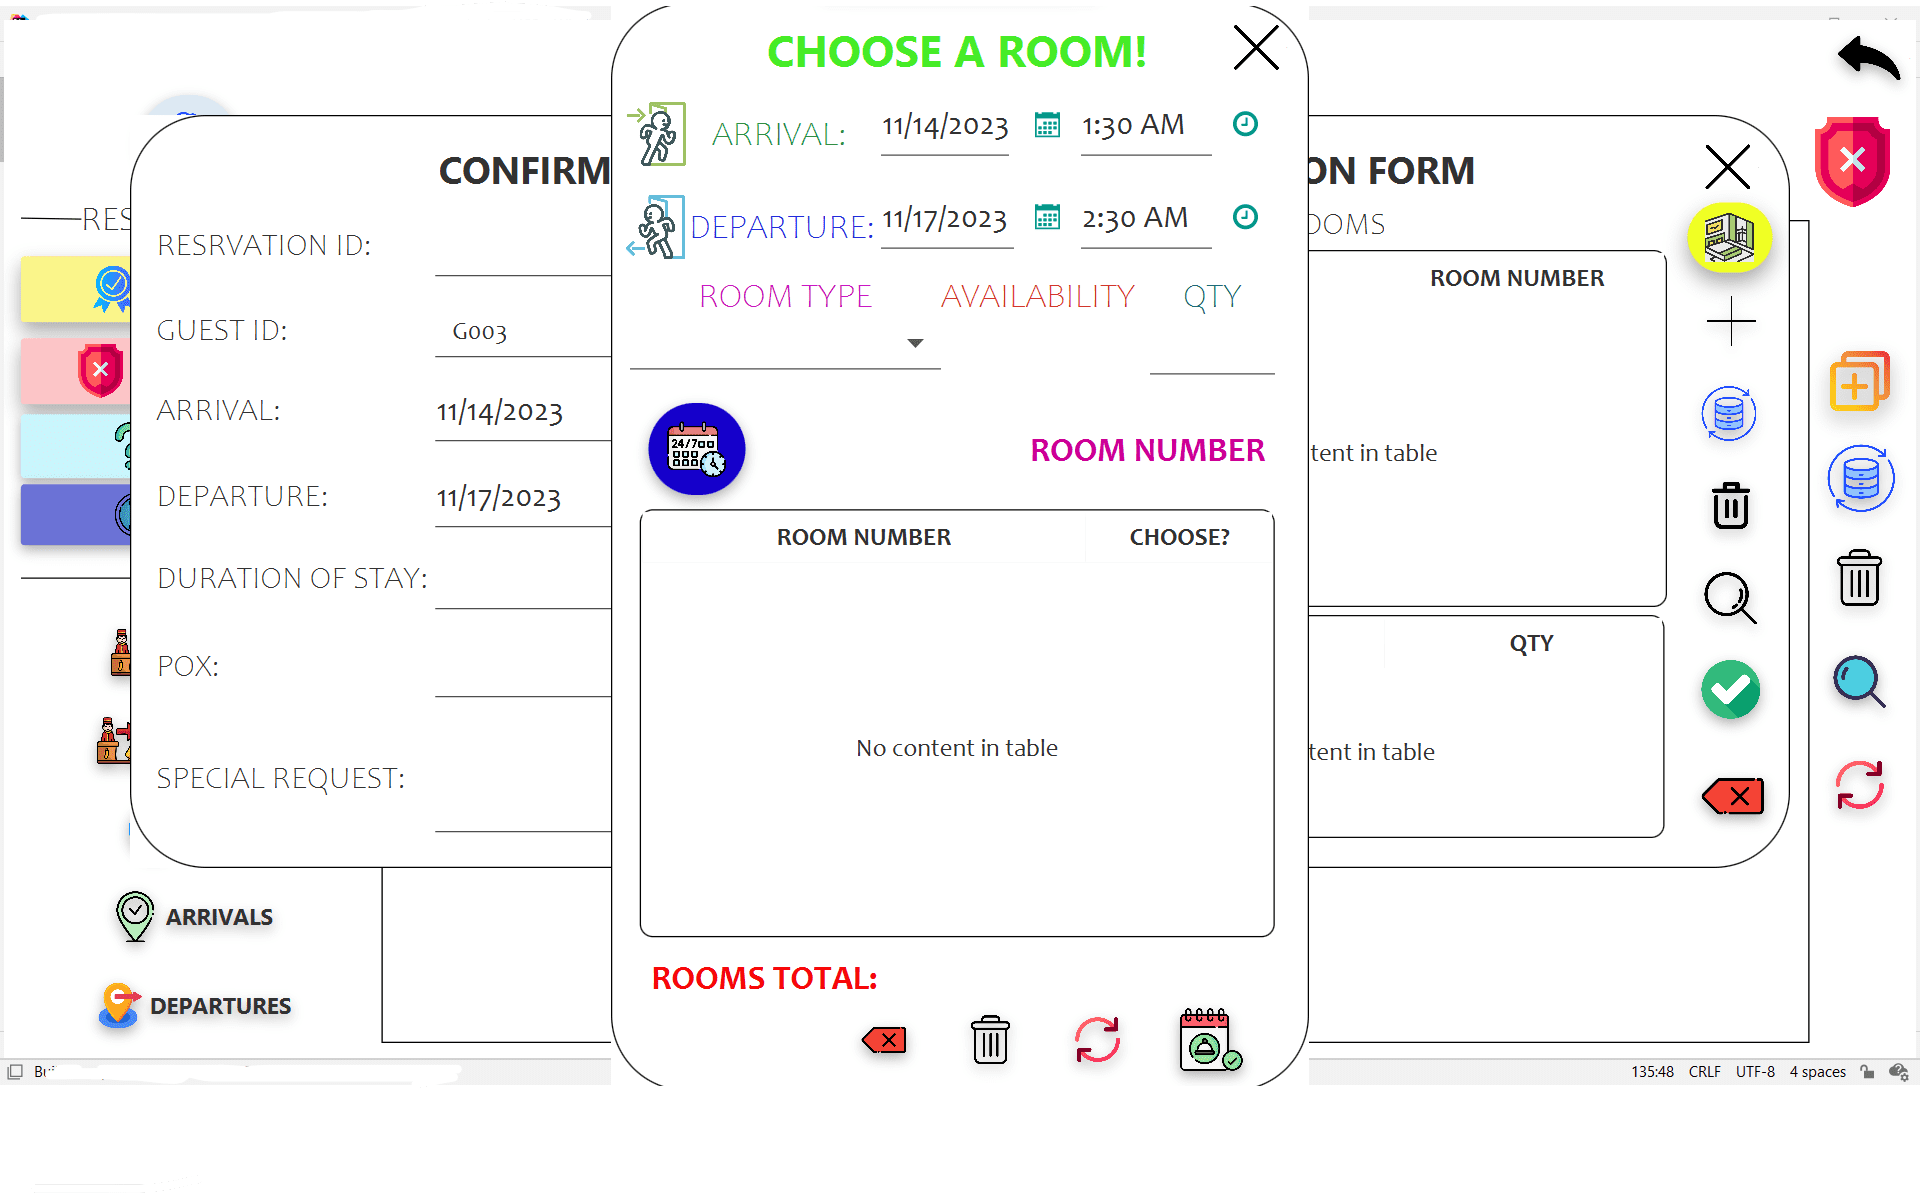 CHOOSE A ROOM!
ARRIVAL: 11/14/2023 1:30 AM
DEPARTURE: 11/17/2023 2:30 AM
ROOM TYPE AVAILABILITY QTY
24/7
ROOM NUMBER
ROOM NUMBER CHOOSE?
No content in table
ROOMS TOTAL:
CONFIRM
ON FORM
RESRVATION ID:
GUEST ID: G003
ARRIVAL: 11/14/2023
DEPARTURE: 11/17/2023
DURATION OF STAY:
POX:
SPECIAL REQUEST:
OOMS
ROOM NUMBER
tent in table
QTY
tent in table
RES
ARRIVALS
DEPARTURES
135:48 CRLF UTF-8 4 spaces